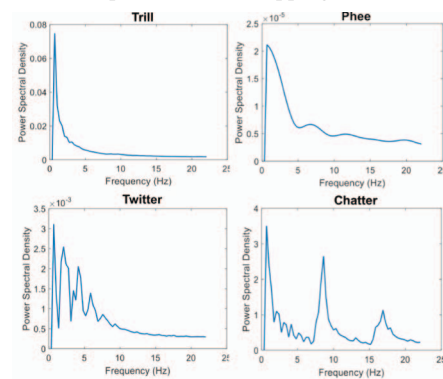 Trill
Power Spectral Density
0.08
0.06
0.04
0.02
0
0 5 10 15 20 25
Frequency (Hz)
Phee
×10⁻⁵
Power Spectral Density
2.5
2
1.5
1
0.5
0
0 5 10 15 20
Frequency (Hz)
Twitter
×10⁻³
Power Spectral Density
3.5
3
2.5
2
1.5
1
0.5
0
0 5 10 15 20 25
Frequency (Hz)
Chatter
Power Spectral Density
4
3
2
1
0
0 5 10 15 20
Frequency (Hz)